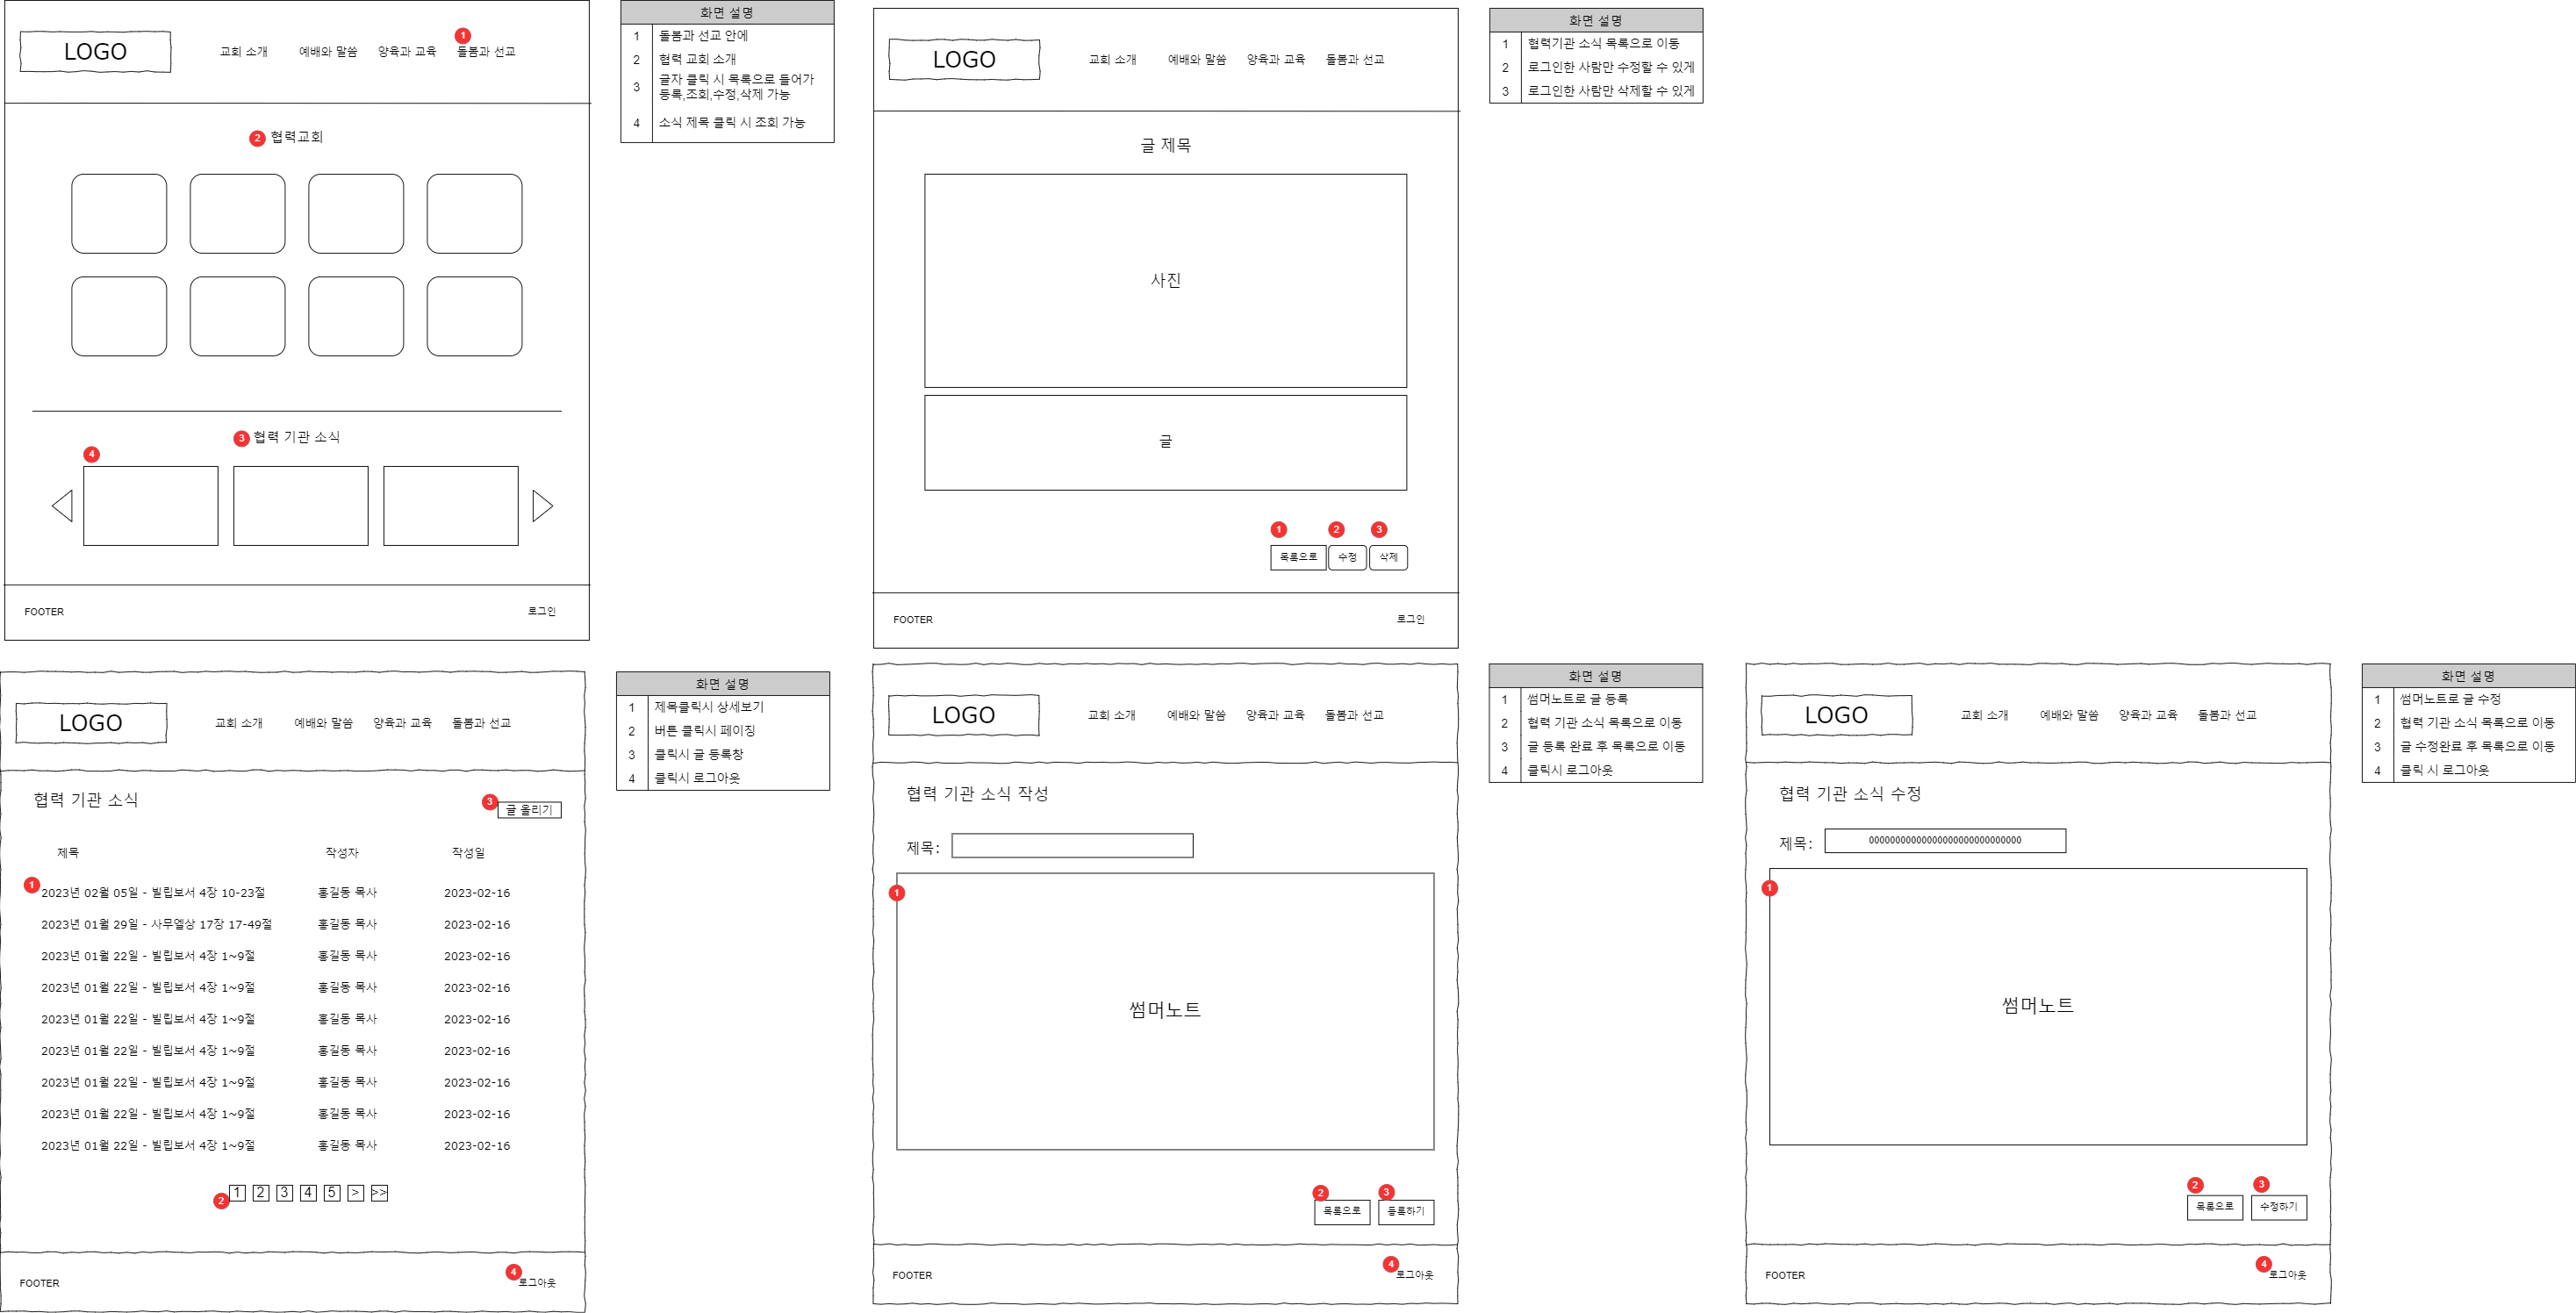 LOGO
교회 소개 예배와 말씀 양육과 교육 1 돌봄과 선교
2 협력교회
3 협력 기관 소식
4
FOOTER 로그인
화면 설명
1 돌봄과 선교 안에
2 협력 교회 소개
3 글자 클릭 시 목록으로 들어가
등록,조회,수정,삭제 가능
4 소식 제목 클릭 시 조회 가능
LOGO
교회 소개 예배와 말씀 양육과 교육 돌봄과 선교
글 제목
사진
글
1 2 3
목록으로 수정 삭제
FOOTER 로그인
화면 설명
1 협력기관 소식 목록으로 이동
2 로그인한 사람만 수정할 수 있게
3 로그인한 사람만 삭제할 수 있게
LOGO
교회 소개 예배와 말씀 양육과 교육 돌봄과 선교
협력 기관 소식
3 글 올리기
제목 작성자 작성일
1 2023년 02월 05일 - 빌립보서 4장 10-23절 홍길동 목사 2023-02-16
2023년 01월 29일 - 사무엘상 17장 17-49절 홍길동 목사 2023-02-16
2023년 01월 22일 - 빌립보서 4장 1~9절 홍길동 목사 2023-02-16
2023년 01월 22일 - 빌립보서 4장 1~9절 홍길동 목사 2023-02-16
2023년 01월 22일 - 빌립보서 4장 1~9절 홍길동 목사 2023-02-16
2023년 01월 22일 - 빌립보서 4장 1~9절 홍길동 목사 2023-02-16
2023년 01월 22일 - 빌립보서 4장 1~9절 홍길동 목사 2023-02-16
2023년 01월 22일 - 빌립보서 4장 1~9절 홍길동 목사 2023-02-16
2023년 01월 22일 - 빌립보서 4장 1~9절 홍길동 목사 2023-02-16
2 1 2 3 4 5 > >>
FOOTER 4 로그아웃
화면 설명
1 제목클릭시 상세보기
2 버튼 클릭시 페이징
3 클릭시 글 등록창
4 클릭시 로그아웃
LOGO
교회 소개 예배와 말씀 양육과 교육 돌봄과 선교
협력 기관 소식 작성
제목:
1
썸머노트
2 3
목록으로 등록하기
FOOTER 4 로그아웃
화면 설명
1 썸머노트로 글 등록
2 협력 기관 소식 목록으로 이동
3 글 등록 완료 후 목록으로 이동
4 클릭시 로그아웃
LOGO
교회 소개 예배와 말씀 양육과 교육 돌봄과 선교
협력 기관 소식 수정
제목: 0000000000000000000000000000000
1
썸머노트
2 3
목록으로 수정하기
FOOTER 4 로그아웃
화면 설명
1 썸머노트로 글 수정
2 협력 기관 소식 목록으로 이동
3 글 수정완료 후 목록으로 이동
4 클릭 시 로그아웃